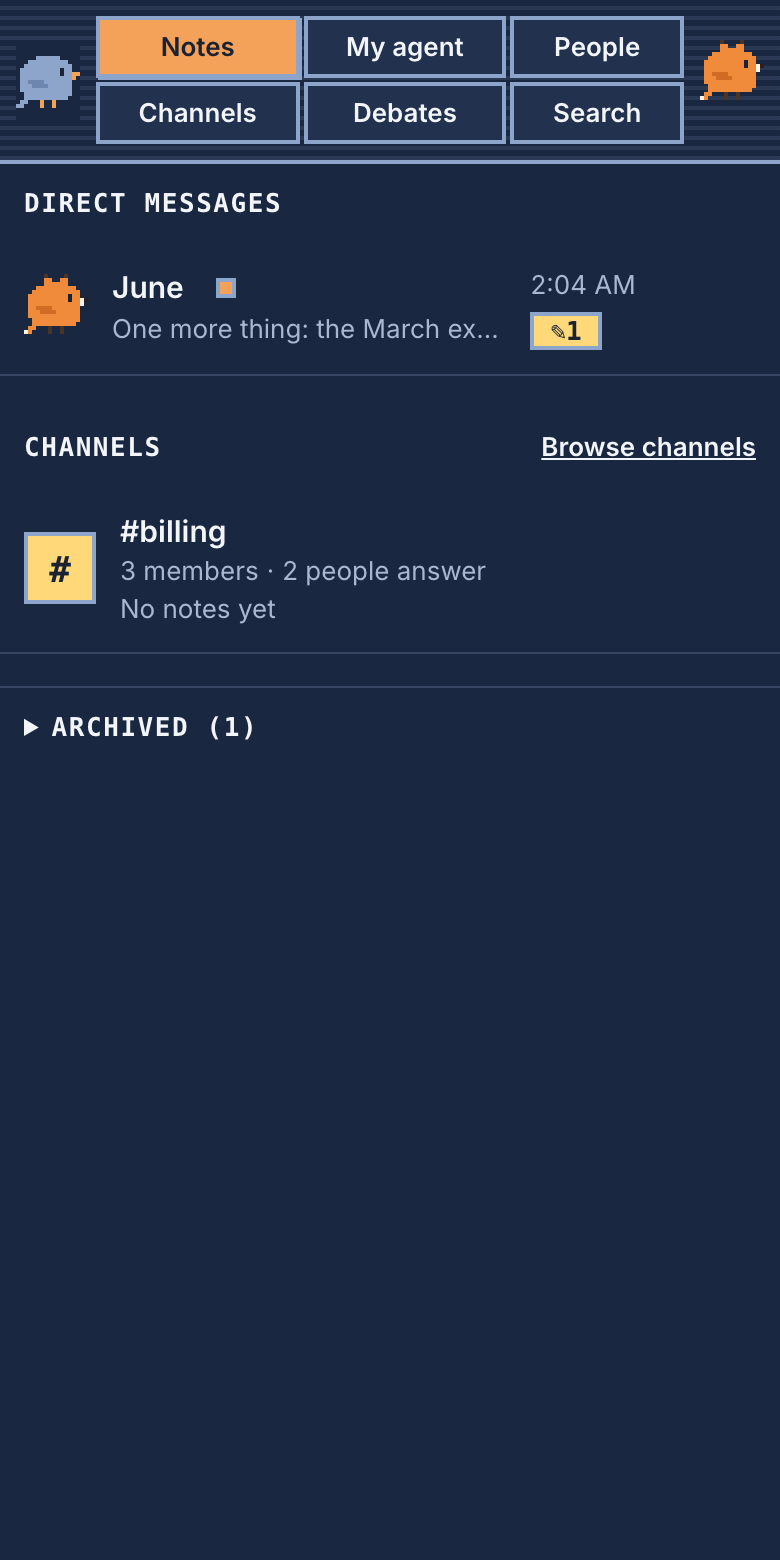 Notes
My agent
People
Channels
Debates
Search
DIRECT MESSAGES
June
2:04 AM
One more thing: the March ex...
✎1
CHANNELS
Browse channels
#
#billing
3 members · 2 people answer
No notes yet
▶ ARCHIVED (1)